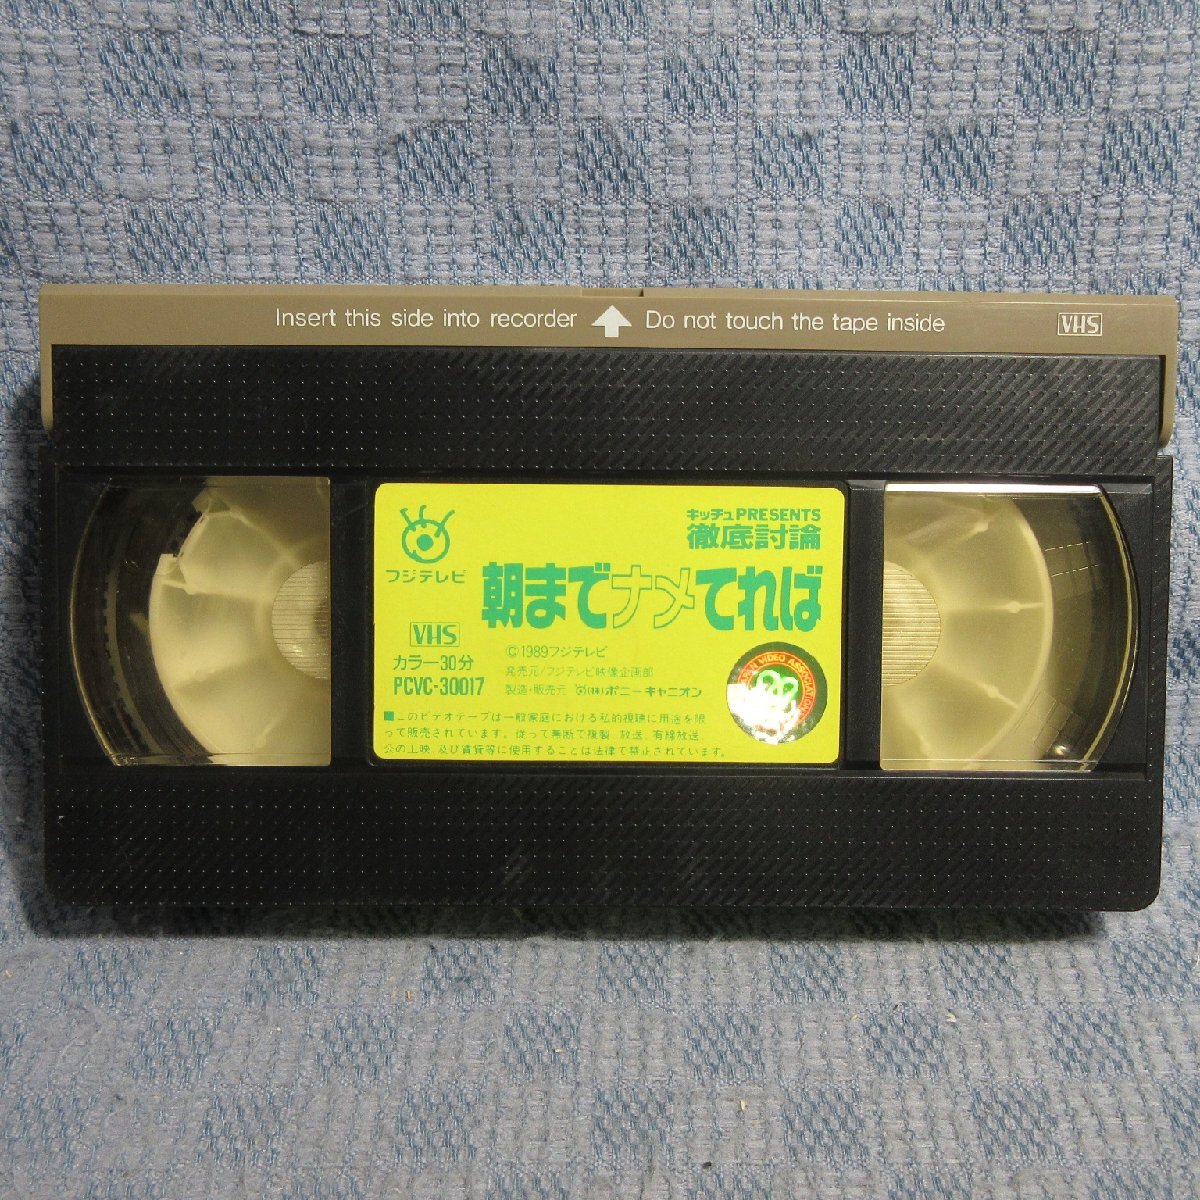 Insert this side into recorder
Do not touch the tape inside
VHS
フジテレビ
キッチュPRESENTS
徹底討論
朝までナメてれば
VHS
カラー30分
PCVC-30017
©1989フジテレビ
発売元/フジテレビ映像企画部
製造・販売元 (株)ポニーキャニオン
VIDEO ASSOCIATION
■このビデオテープは一般家庭における私的視聴に用途を限
って販売されています。従って無断で複製、放送、有線放送、
公の上映、及び賃貸等に使用することは法律で禁止されています。